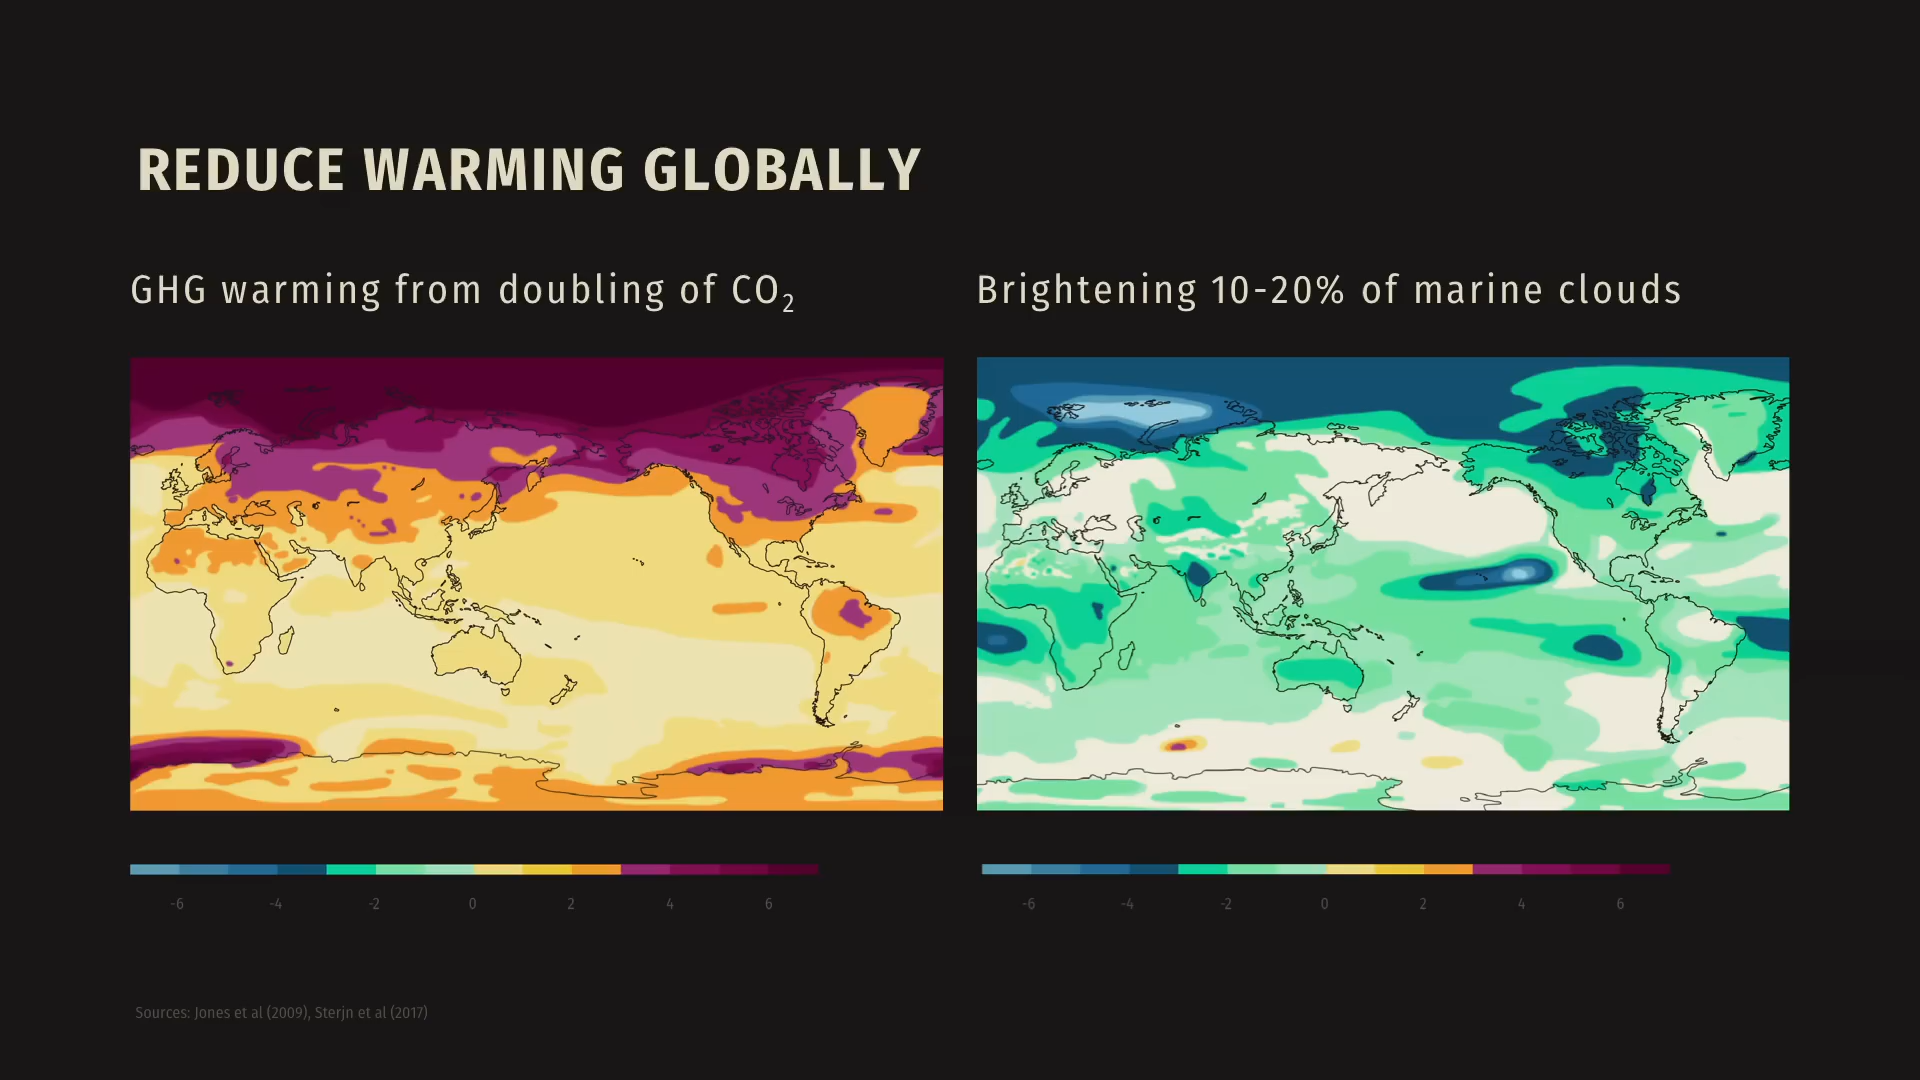 REDUCE WARMING GLOBALLY
GHG warming from doubling of CO₂
Brightening 10-20% of marine clouds
-6 -4 -2 0 2 4 6
-6 -4 -2 0 2 4 6
Sources: Jones et al (2009), Sterjn et al (2017)